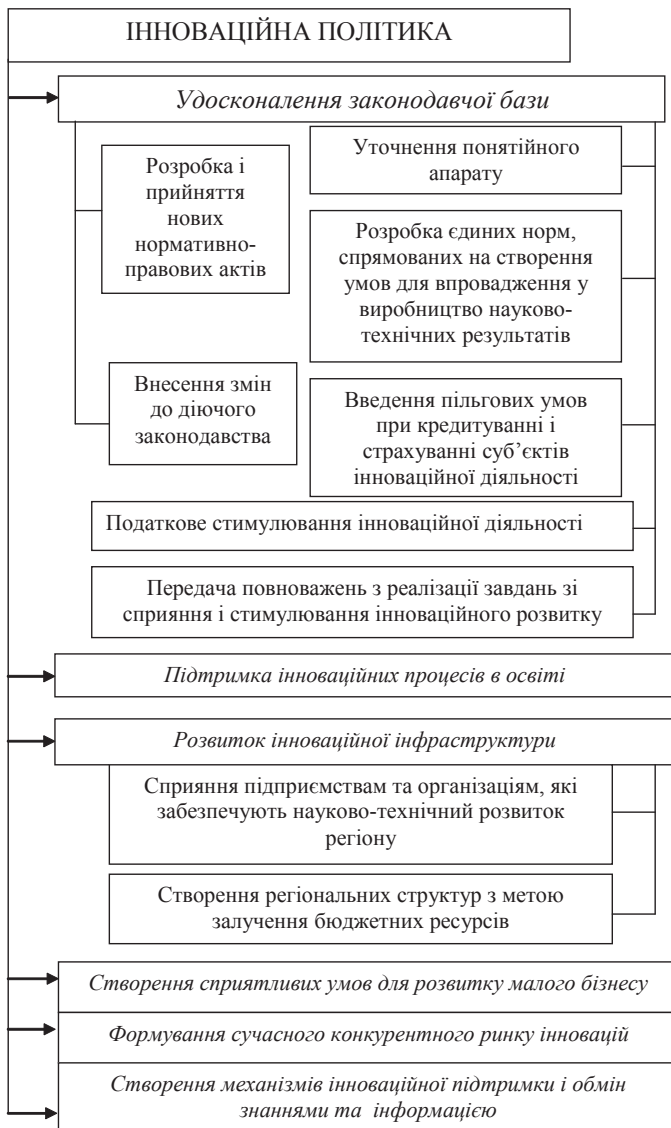 ІННОВАЦІЙНА ПОЛІТИКА
Удосконалення законодавчої бази
Розробка і
прийняття
нових
нормативно-
правових актів
Внесення змін
до діючого
законодавства
Уточнення понятійного
апарату
Розробка єдиних норм,
спрямованих на створення
умов для впровадження у
виробництво науково-
технічних результатів
Введення пільгових умов
при кредитуванні і
страхуванні суб’єктів
інноваційної діяльності
Податкове стимулювання інноваційної діяльності
Передача повноважень з реалізації завдань зі
сприяння і стимулювання інноваційного розвитку
Підтримка інноваційних процесів в освіті
Розвиток інноваційної інфраструктури
Сприяння підприємствам та організаціям, які
забезпечують науково-технічний розвиток
регіону
Створення регіональних структур з метою
залучення бюджетних ресурсів
Створення сприятливих умов для розвитку малого бізнесу
Формування сучасного конкурентного ринку інновацій
Створення механізмів інноваційної підтримки і обмін
знаннями та інформацією